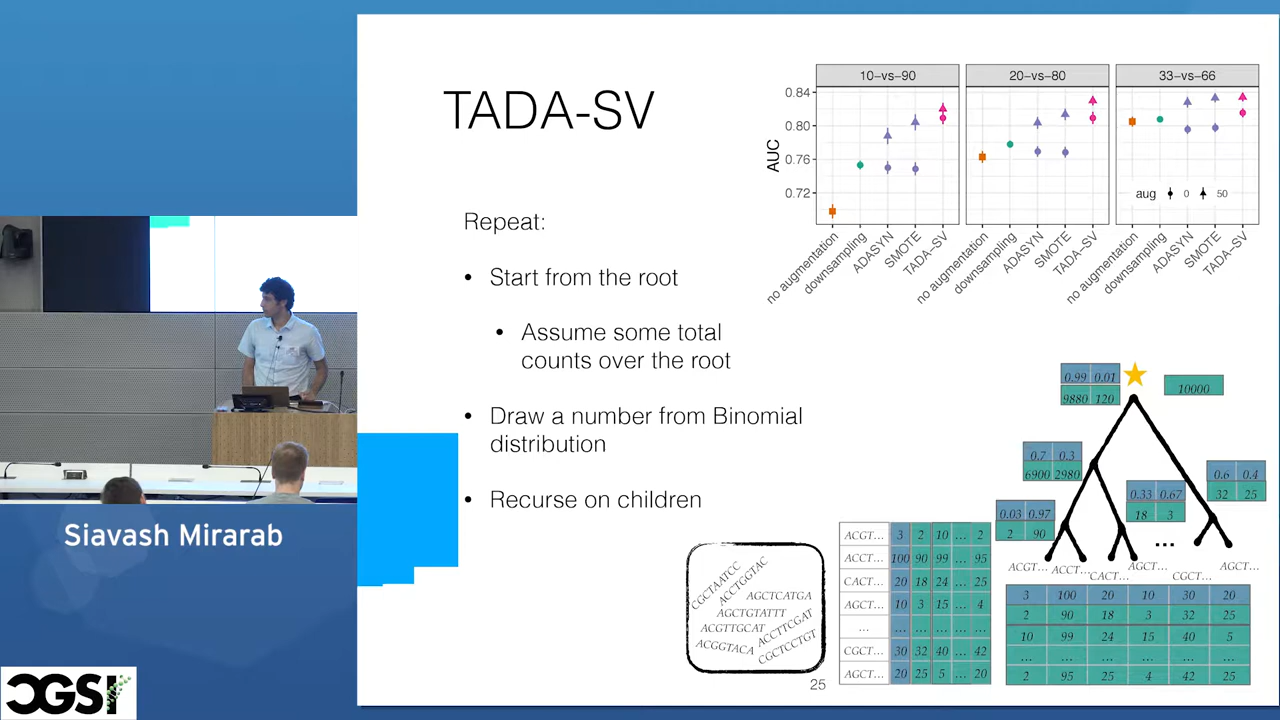 TADA-SV
Repeat:
• Start from the root
• Assume some total
counts over the root
• Draw a number from Binomial
distribution
• Recurse on children
10-vs-90
20-vs-80
33-vs-66
AUC
0.84
0.80
0.76
0.72
aug 0 50
no augmentation
downsampling
ADASYN
SMOTE
TADA-SV
no augmentation
downsampling
ADASYN
SMOTE
TADA-SV
no augmentation
downsampling
ADASYN
SMOTE
TADA-SV
0.99 0.01
9880 120
10000
0.7 0.3
6900 2980
0.6 0.4
32 25
0.33 0.67
18 3
0.03 0.97
2 90
...
ACGT... ACCT... CACT... AGCT... CGCT... AGCT...
3 100 20 10 30 20
2 90 18 3 32 25
10 99 24 15 40 5
... ... ... ... ... ...
2 95 25 4 42 25
ACGT... 3 2 10 ... 2
ACCT... 100 90 99 ... 95
CACT... 20 18 24 ... 25
AGCT... 10 3 15 ... 4
... ... ... ... ... ...
CGCT... 30 32 40 ... 42
AGCT... 20 25 5 ... 20
CGCTAATCC
ACCTGGTAC
AGCTCATGA
AGCTGTATTT
ACGTTGCAT
ACCTTCGAT
ACGGTACA
CGCTCCTGT
25
Siavash Mirarab
CGSI